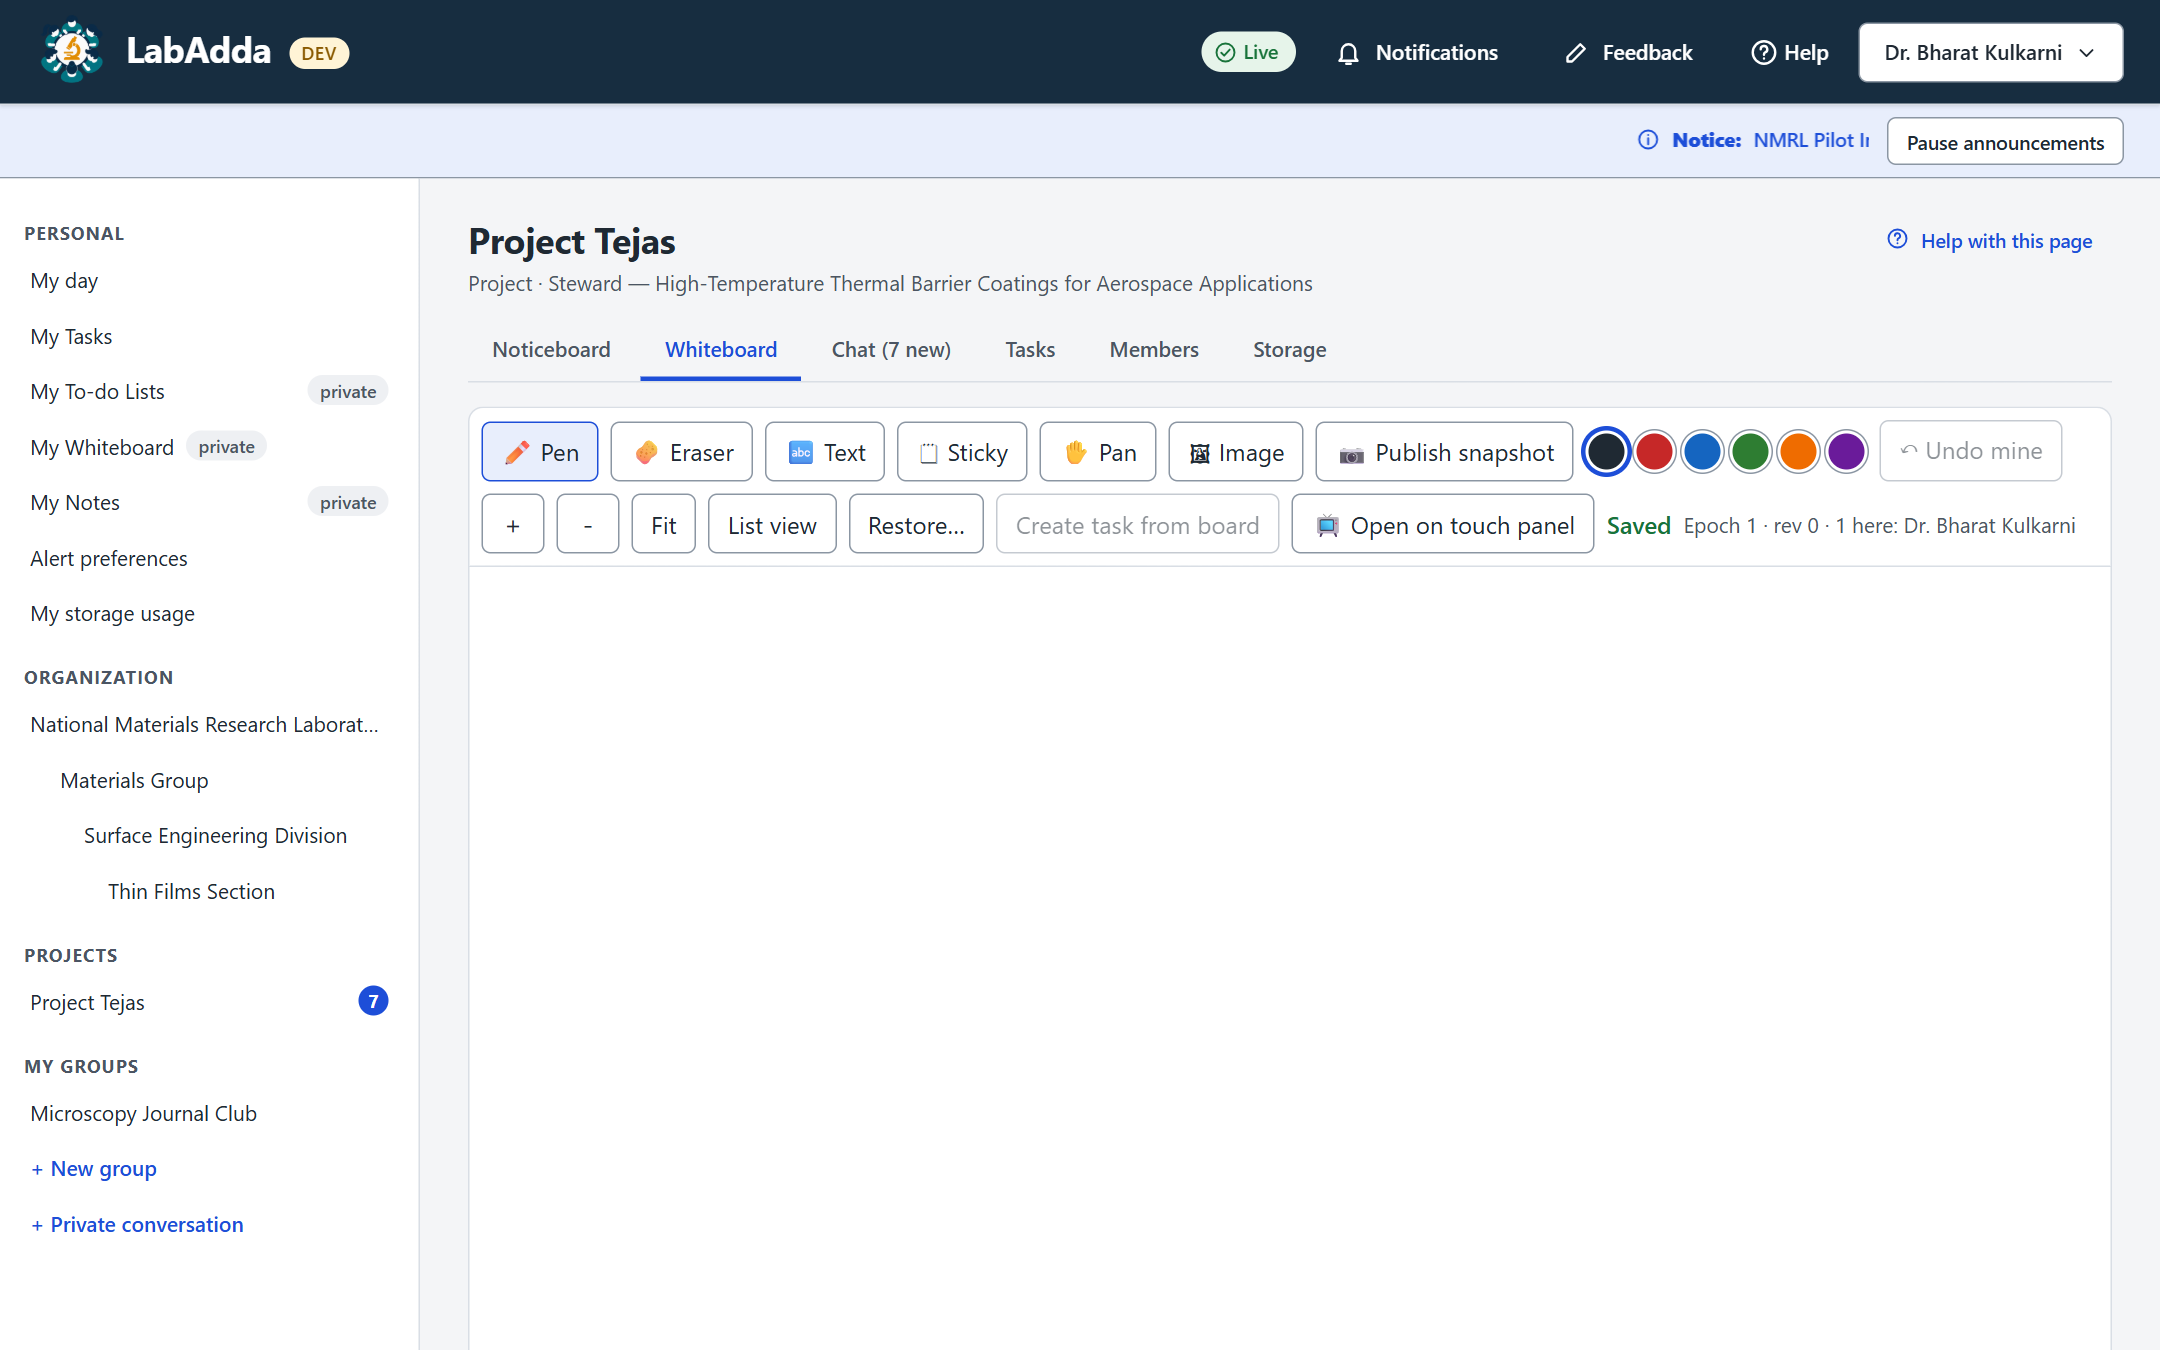 LabAdda DEV
Live Notifications Feedback Help Dr. Bharat Kulkarni
Notice: NMRL Pilot Pause announcements
PERSONAL
My day
My Tasks
My To-do Lists private
My Whiteboard private
My Notes private
Alert preferences
My storage usage
ORGANIZATION
National Materials Research Laborat...
Materials Group
Surface Engineering Division
Thin Films Section
PROJECTS
Project Tejas 7
MY GROUPS
Microscopy Journal Club
+ New group
+ Private conversation
Project Tejas
Help with this page
Project · Steward — High-Temperature Thermal Barrier Coatings for Aerospace Applications
Noticeboard Whiteboard Chat (7 new) Tasks Members Storage
Pen Eraser abc Text Sticky Pan Image Publish snapshot Undo mine
+ - Fit List view Restore... Create task from board Open on touch panel Saved Epoch 1 · rev 0 · 1 here: Dr. Bharat Kulkarni